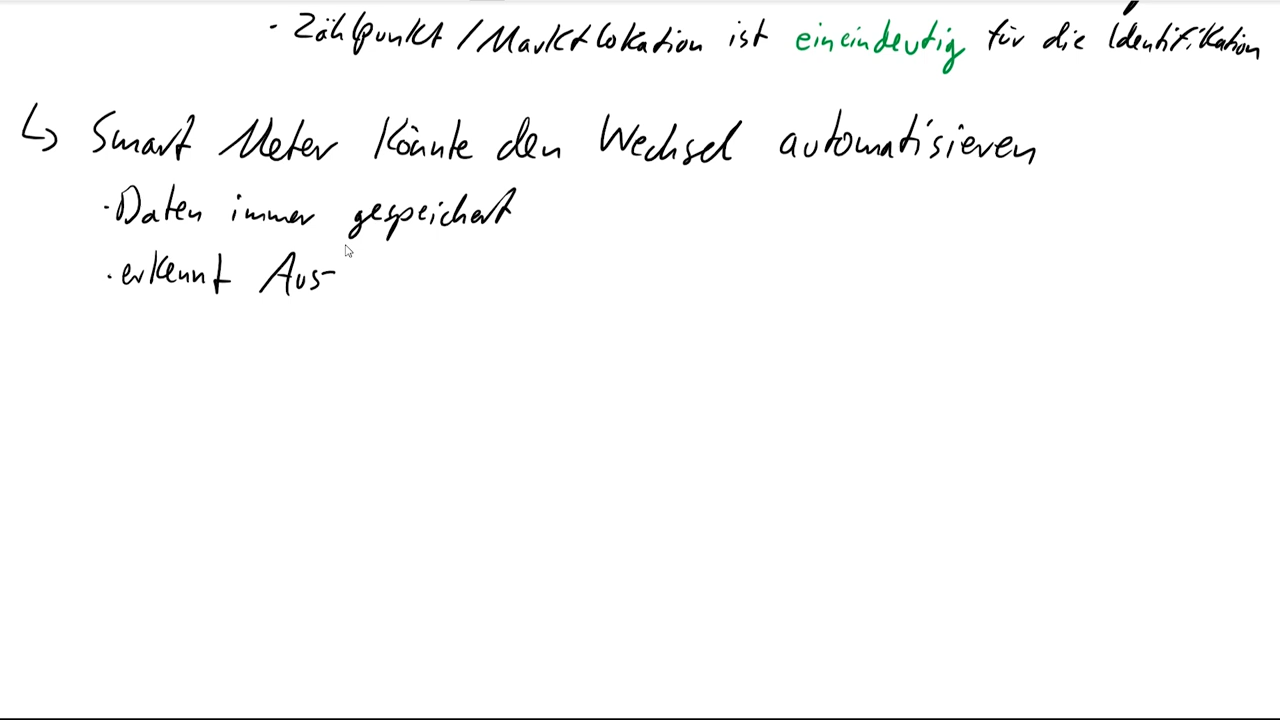 · Zählpunkt / Marktlokation ist eineindeutig für die Identifikation
↳ Smart Meter könnte den Wechsel automatisieren
· Daten immer gespeichert
· erkennt Aus-